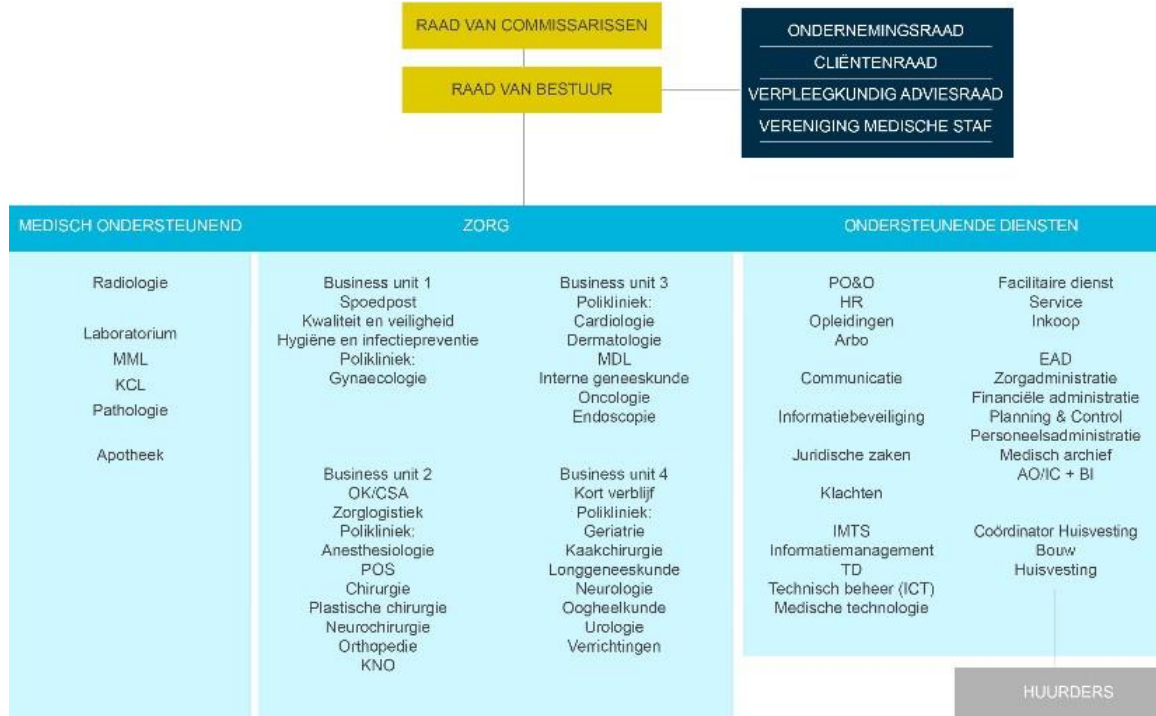 RAAD VAN COMMISSARISSEN
RAAD VAN BESTUUR
ONDERNEMINGSRAAD
CLIËNTENRAAD
VERPLEEGKUNDIG ADVIESRAAD
VERENIGING MEDISCHE STAF
MEDISCH ONDERSTEUNEND
Radiologie
Laboratorium
MML
KCL
Pathologie
Apotheek
ZORG
Business unit 1
Spoedpost
Kwaliteit en veiligheid
Hygiëne en infectiepreventie
Polikliniek:
Gynaecologie
Business unit 2
OK/CSA
Zorglogistiek
Polikliniek:
Anesthesiologie
POS
Chirurgie
Plastische chirurgie
Neurochirurgie
Orthopedie
KNO
Business unit 3
Polikliniek:
Cardiologie
Dermatologie
MDL
Interne geneeskunde
Oncologie
Endoscopie
Business unit 4
Kort verblijf
Polikliniek:
Geriatrie
Kaakchirurgie
Longgeneeskunde
Neurologie
Oogheelkunde
Urologie
Verrichtingen
ONDERSTEUNENDE DIENSTEN
PO&O
HR
Opleidingen
Arbo
Communicatie
Informatiebeveiliging
Juridische zaken
Klachten
IMTS
Informatiemanagement
TD
Technisch beheer (ICT)
Medische technologie
Facilitaire dienst
Service
Inkoop
EAD
Zorgadministratie
Financiële administratie
Planning & Control
Personeelsadministratie
Medisch archief
AO/IC + BI
Coördinator Huisvesting
Bouw
Huisvesting
HUURDERS